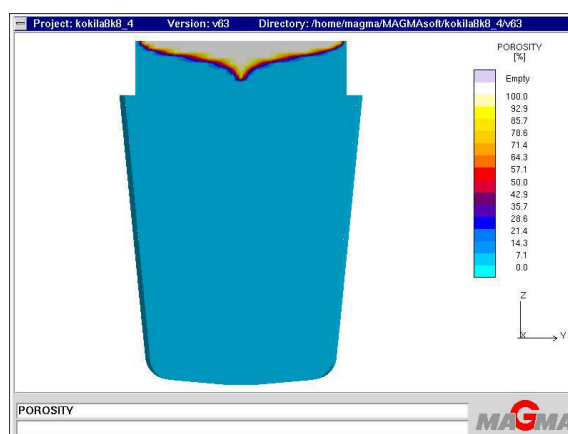 Project: kokila8k8_4 Version: v63 Directory: /home/magma/MAGMAsoft/kokila8k8_4/v63
POROSITY
[%]
Empty
100.0
92.9
85.7
78.6
71.4
64.3
57.1
50.0
42.9
35.7
28.6
21.4
14.3
7.1
0.0
Z
X
Y
POROSITY
MAGMA